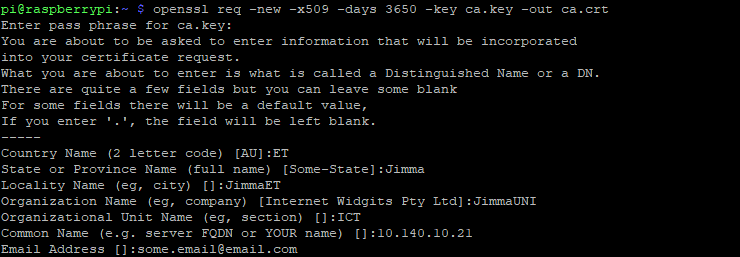 pi@raspberrypi:~ $ openssl req -new -x509 -days 3650 -key ca.key -out ca.crt
Enter pass phrase for ca.key:
You are about to be asked to enter information that will be incorporated
into your certificate request.
What you are about to enter is what is called a Distinguished Name or a DN.
There are quite a few fields but you can leave some blank
For some fields there will be a default value,
If you enter '.', the field will be left blank.
-----
Country Name (2 letter code) [AU]:ET
State or Province Name (full name) [Some-State]:Jimma
Locality Name (eg, city) []:JimmaET
Organization Name (eg, company) [Internet Widgits Pty Ltd]:JimmaUNI
Organizational Unit Name (eg, section) []:ICT
Common Name (e.g. server FQDN or YOUR name) []:10.140.10.21
Email Address []:some.email@email.com